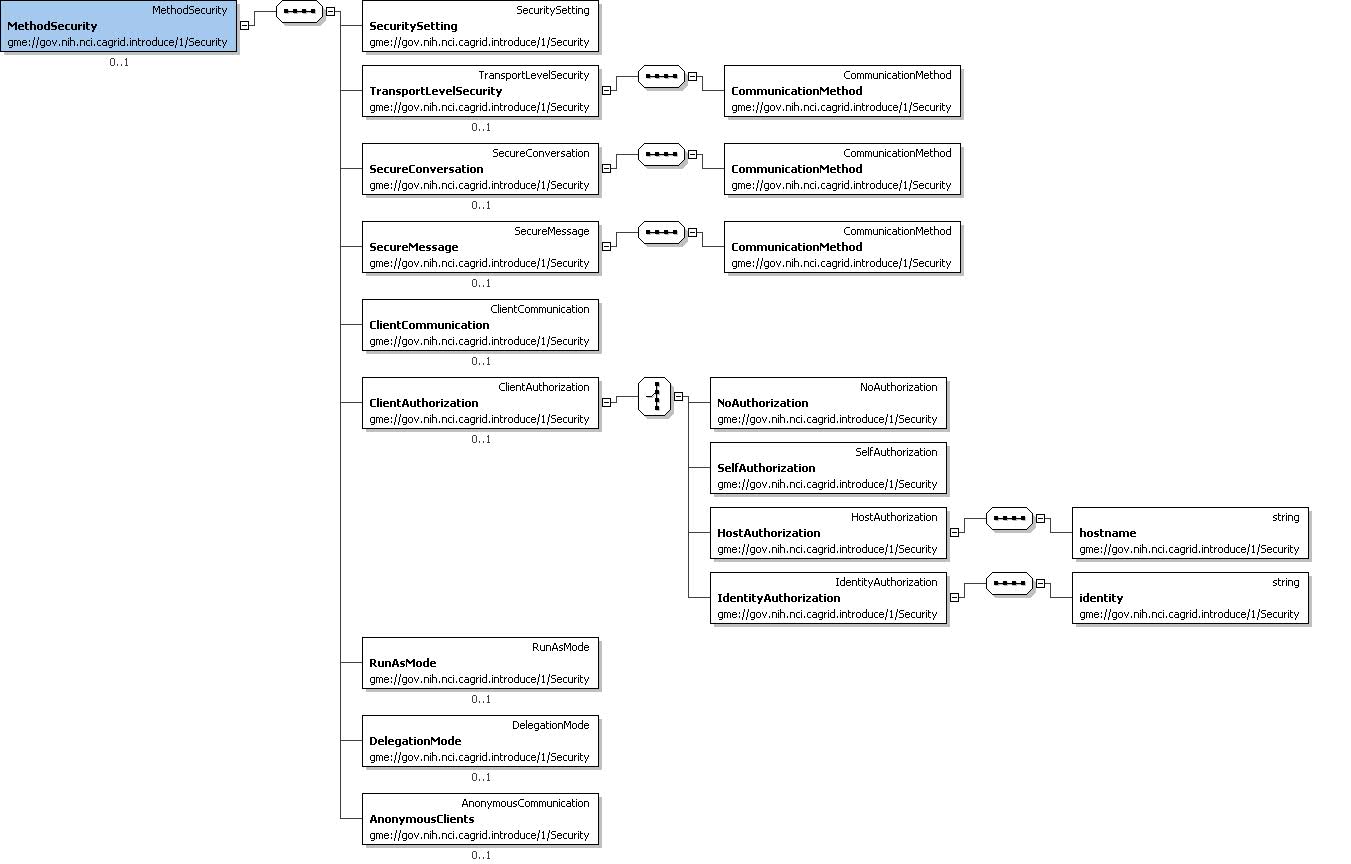 MethodSecurity
MethodSecurity
gme://gov.nih.nci.cagrid.introduce/1/Security
0..1
SecuritySetting
SecuritySetting
gme://gov.nih.nci.cagrid.introduce/1/Security
TransportLevelSecurity
TransportLevelSecurity
gme://gov.nih.nci.cagrid.introduce/1/Security
0..1
CommunicationMethod
CommunicationMethod
gme://gov.nih.nci.cagrid.introduce/1/Security
SecureConversation
SecureConversation
gme://gov.nih.nci.cagrid.introduce/1/Security
0..1
CommunicationMethod
CommunicationMethod
gme://gov.nih.nci.cagrid.introduce/1/Security
SecureMessage
SecureMessage
gme://gov.nih.nci.cagrid.introduce/1/Security
0..1
CommunicationMethod
CommunicationMethod
gme://gov.nih.nci.cagrid.introduce/1/Security
ClientCommunication
ClientCommunication
gme://gov.nih.nci.cagrid.introduce/1/Security
0..1
ClientAuthorization
ClientAuthorization
gme://gov.nih.nci.cagrid.introduce/1/Security
0..1
NoAuthorization
NoAuthorization
gme://gov.nih.nci.cagrid.introduce/1/Security
SelfAuthorization
SelfAuthorization
gme://gov.nih.nci.cagrid.introduce/1/Security
HostAuthorization
HostAuthorization
gme://gov.nih.nci.cagrid.introduce/1/Security
string
hostname
gme://gov.nih.nci.cagrid.introduce/1/Security
IdentityAuthorization
IdentityAuthorization
gme://gov.nih.nci.cagrid.introduce/1/Security
string
identity
gme://gov.nih.nci.cagrid.introduce/1/Security
RunAsMode
RunAsMode
gme://gov.nih.nci.cagrid.introduce/1/Security
0..1
DelegationMode
DelegationMode
gme://gov.nih.nci.cagrid.introduce/1/Security
0..1
AnonymousCommunication
AnonymousClients
gme://gov.nih.nci.cagrid.introduce/1/Security
0..1